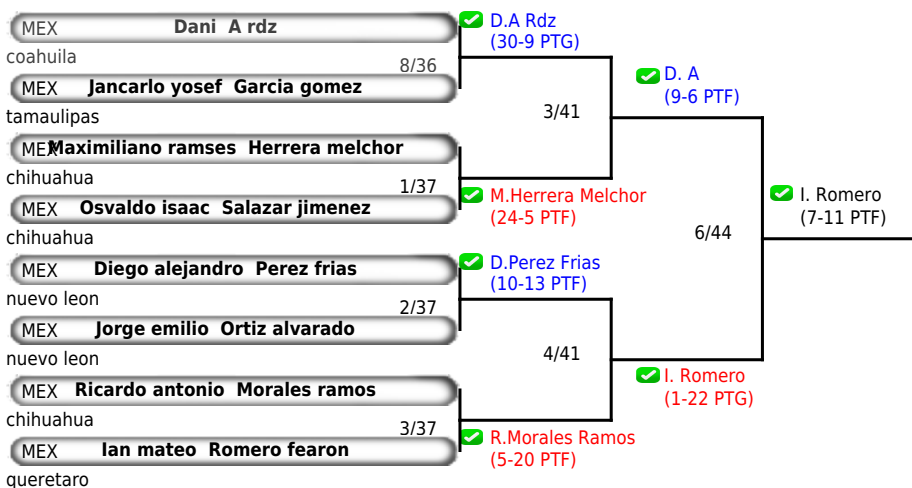 MEX Dani A rdz
coahuila
8/36
MEX Jancarlo yosef Garcia gomez
tamaulipas
MEX Maximiliano ramses Herrera melchor
chihuahua
1/37
MEX Osvaldo isaac Salazar jimenez
chihuahua
MEX Diego alejandro Perez frias
nuevo leon
2/37
MEX Jorge emilio Ortiz alvarado
nuevo leon
MEX Ricardo antonio Morales ramos
chihuahua
3/37
MEX Ian mateo Romero fearon
queretaro
D.A Rdz
(30-9 PTG)
3/41
M.Herrera Melchor
(24-5 PTF)
D.Perez Frias
(10-13 PTF)
4/41
R.Morales Ramos
(5-20 PTF)
D. A
(9-6 PTF)
6/44
I. Romero
(1-22 PTG)
I. Romero
(7-11 PTF)